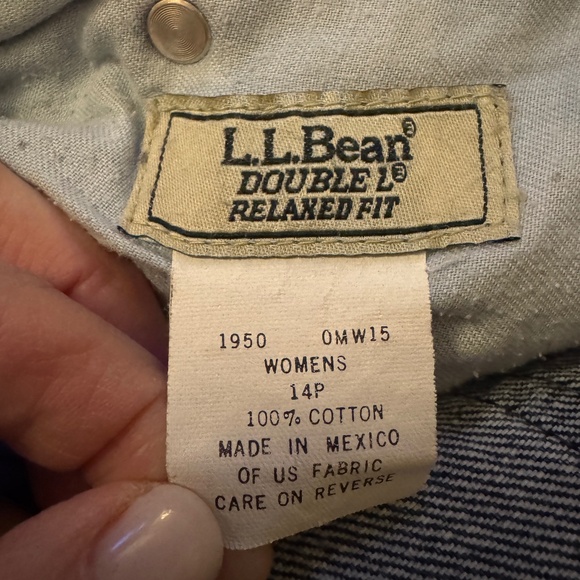 L.L.Bean®
DOUBLE L®
RELAXED FIT
1950 0MW15
WOMENS
14P
100% COTTON
MADE IN MEXICO
OF US FABRIC
CARE ON REVERSE